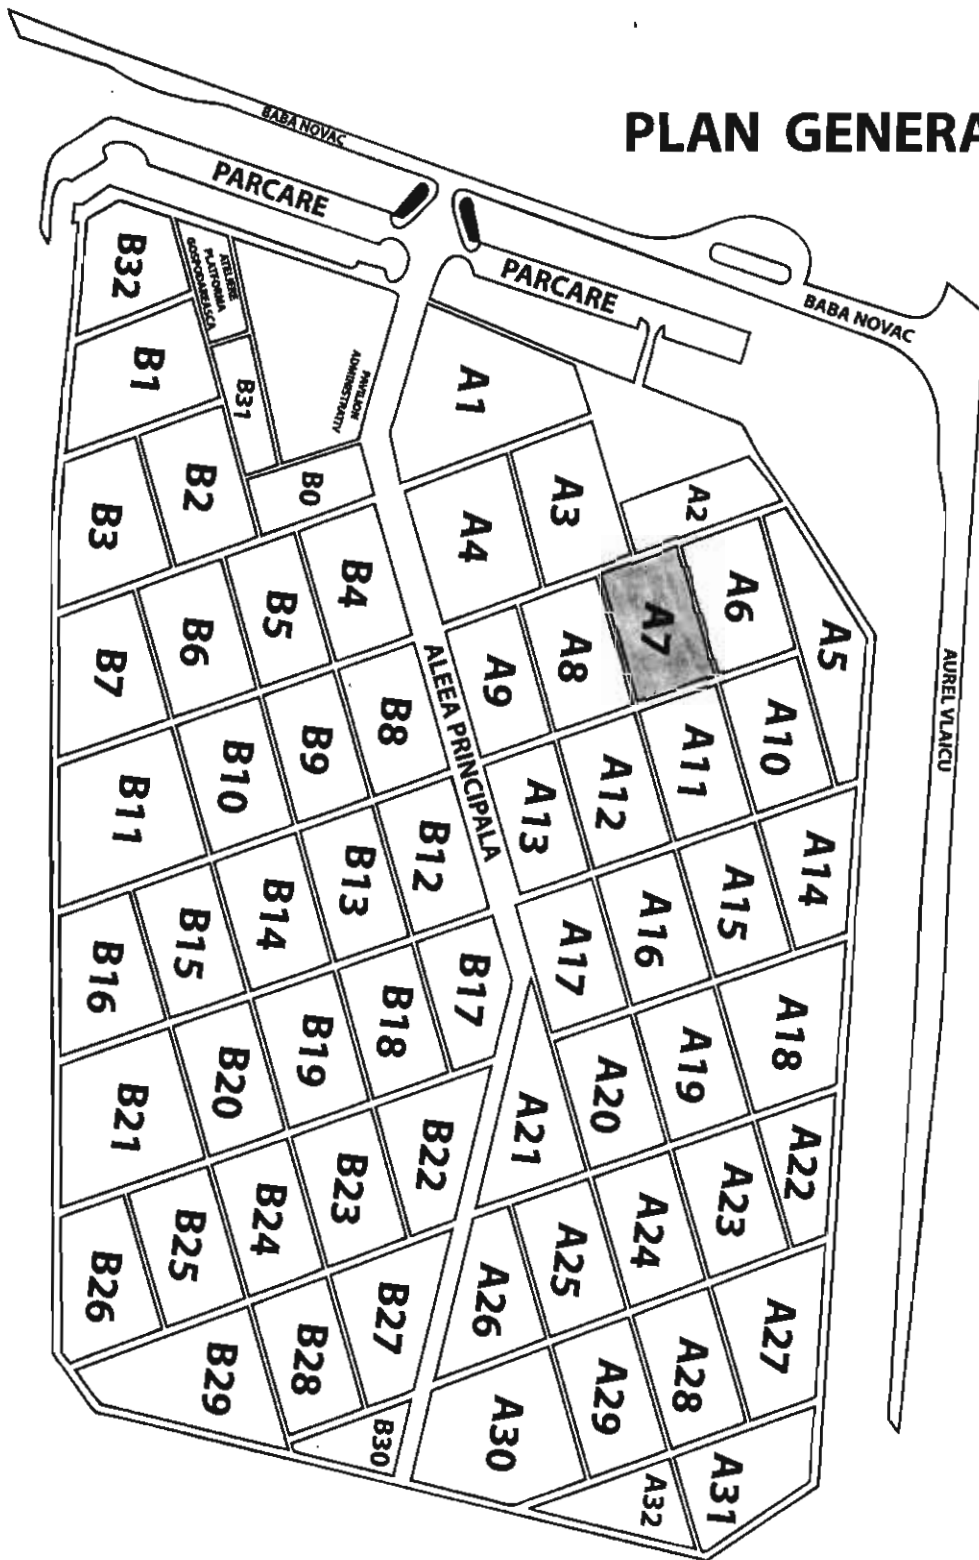 PLAN GENERA
BABA NOVAC
PARCARE
PARCARE
BABA NOVAC
AUREL VLAICU
ATELIERE
PLATFORMA
GOSPODAREASCA
PAVILION
ADMINISTRATIV
ALEEA PRINCIPALA
B32
B1
B31
B0
B2
B3
B4
B5
B6
B7
B8
B9
B10
B11
B12
B13
B14
B15
B16
B17
B18
B19
B20
B21
B22
B23
B24
B25
B26
B27
B28
B29
B30
A1
A2
A3
A4
A5
A6
A7
A8
A9
A10
A11
A12
A13
A14
A15
A16
A17
A18
A19
A20
A21
A22
A23
A24
A25
A26
A27
A28
A29
A30
A31
A32